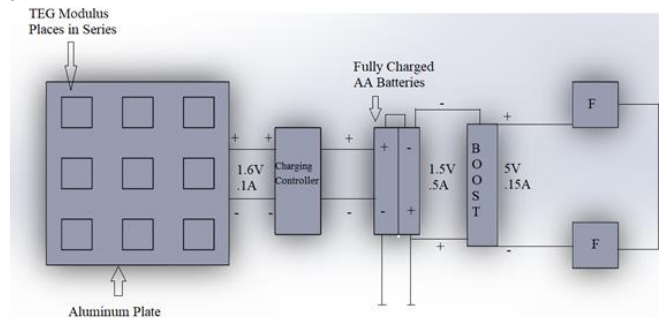 TEG Modulus
Places in Series
Fully Charged
AA Batteries
+ +
1.6V
.1A
- -
Charging
Controller
+
-
+ -
- +
-
1.5V
.5A
+
BOOST
+
5V
.15A
-
F
F
Aluminum Plate